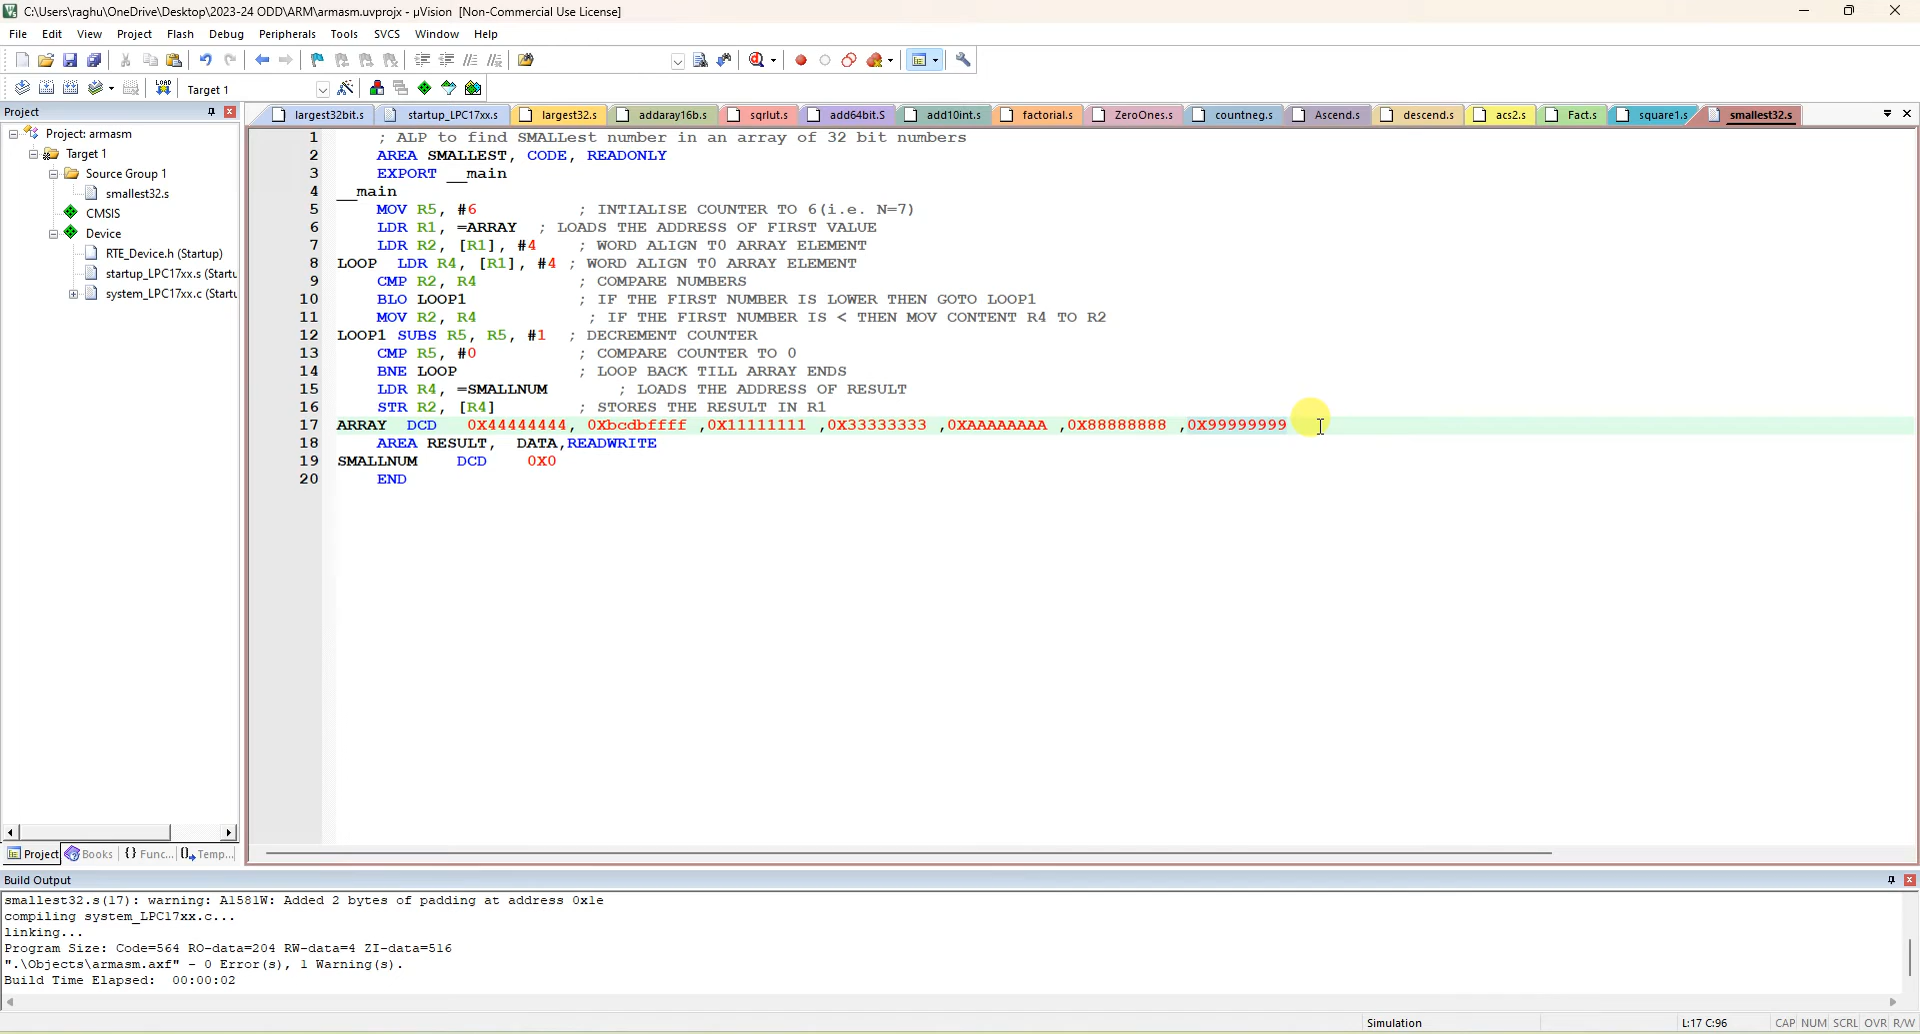 C:\Users\raghu\OneDrive\Desktop\2023-24 ODD\ARM\armasm.uvprojx - µVision [Non-Commercial Use License]
File Edit View Project Flash Debug Peripherals Tools SVCS Window Help
LOAD Target 1
Project
largest32bit.s startup_LPC17xx.s largest32.s addaray16b.s sqrlut.s add64bit.S add10int.s factorial.s ZeroOnes.s countneg.s Ascend.s descend.s acs2.s Fact.s square1.s smallest32.s
Project: armasm
Target 1
Source Group 1
smallest32.s
CMSIS
Device
RTE_Device.h (Startup)
startup_LPC17xx.s (Startu
system_LPC17xx.c (Startu
1 ; ALP to find SMALLest number in an array of 32 bit numbers
2 AREA SMALLEST, CODE, READONLY
3 EXPORT __main
4 __main
5 MOV R5, #6 ; INTIALISE COUNTER TO 6(i.e. N=7)
6 LDR R1, =ARRAY ; LOADS THE ADDRESS OF FIRST VALUE
7 LDR R2, [R1], #4 ; WORD ALIGN T0 ARRAY ELEMENT
8 LOOP LDR R4, [R1], #4 ; WORD ALIGN T0 ARRAY ELEMENT
9 CMP R2, R4 ; COMPARE NUMBERS
10 BLO LOOP1 ; IF THE FIRST NUMBER IS LOWER THEN GOTO LOOP1
11 MOV R2, R4 ; IF THE FIRST NUMBER IS < THEN MOV CONTENT R4 TO R2
12 LOOP1 SUBS R5, R5, #1 ; DECREMENT COUNTER
13 CMP R5, #0 ; COMPARE COUNTER TO 0
14 BNE LOOP ; LOOP BACK TILL ARRAY ENDS
15 LDR R4, =SMALLNUM ; LOADS THE ADDRESS OF RESULT
16 STR R2, [R4] ; STORES THE RESULT IN R1
17 ARRAY DCD 0X44444444, 0Xbcdbffff ,0X11111111 ,0X33333333 ,0XAAAAAAAA ,0X88888888 ,0X99999999
18 AREA RESULT, DATA,READWRITE
19 SMALLNUM DCD 0X0
20 END
Project Books {} Func... Temp...
Build Output
smallest32.s(17): warning: A1581W: Added 2 bytes of padding at address 0x1e
compiling system_LPC17xx.c...
linking...
Program Size: Code=564 RO-data=204 RW-data=4 ZI-data=516
".\Objects\armasm.axf" - 0 Error(s), 1 Warning(s).
Build Time Elapsed: 00:00:02
Simulation L:17 C:96 CAP NUM SCRL OVR R/W